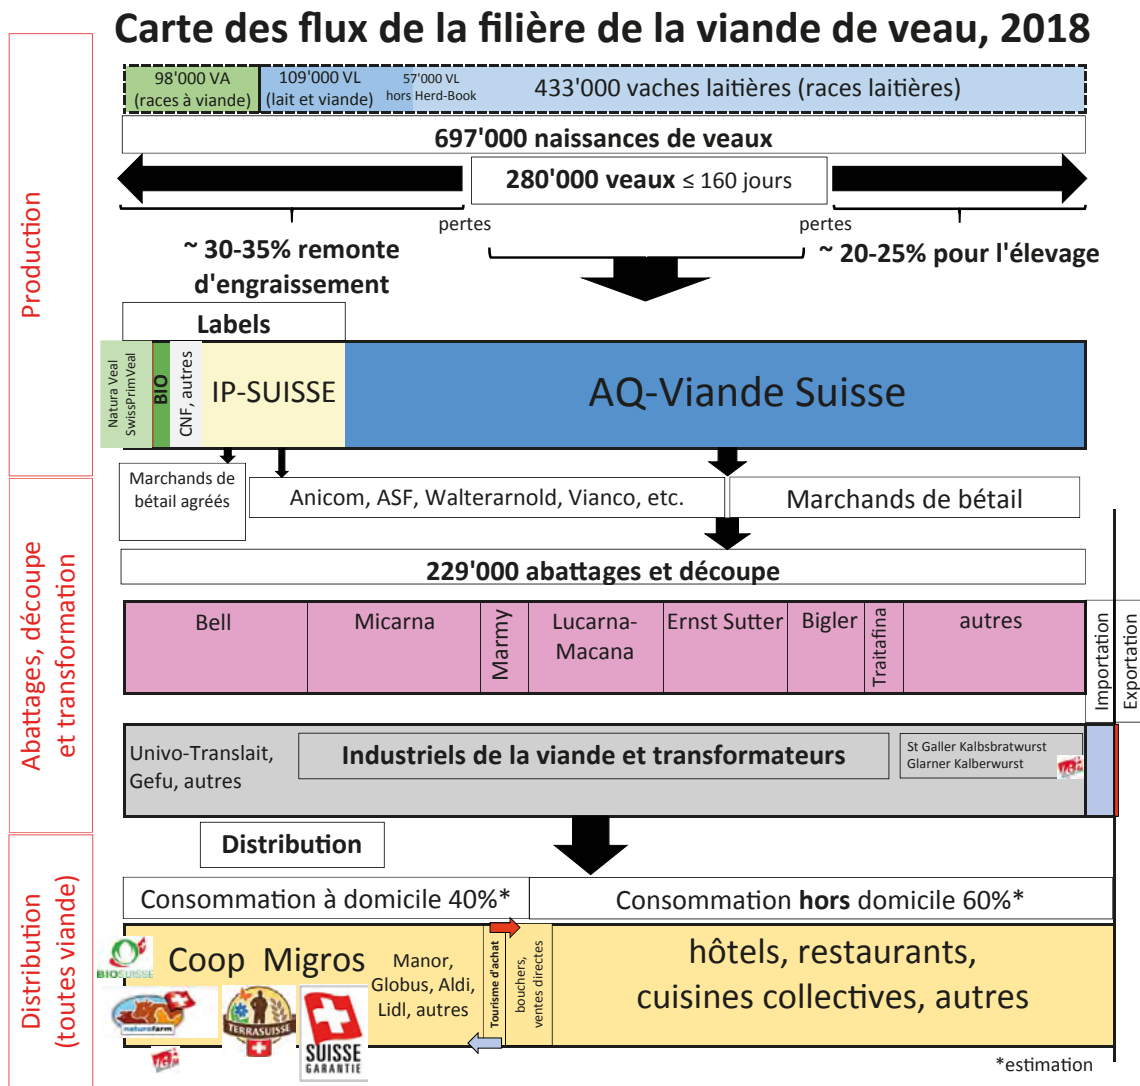 Carte des flux de la filière de la viande de veau, 2018
Production
98'000 VA
(races à viande)
109'000 VL
(lait et viande)
57'000 VL
hors Herd-Book
433'000 vaches laitières (races laitières)
697'000 naissances de veaux
280'000 veaux ≤ 160 jours
pertes
pertes
~ 30-35% remonte
d'engraissement
~ 20-25% pour l'élevage
Labels
Natura Veal
SwissPrimVeal
BIO
CNF, autres
IP-SUISSE
AQ-Viande Suisse
Abattages, découpe
et transformation
Marchands de
bétail agréés
Anicom, ASF, Walterarnold, Vianco, etc.
Marchands de bétail
229'000 abattages et découpe
Bell
Micarna
Marmy
Lucarna-
Macana
Ernst Sutter
Bigler
Traitafina
autres
Importation
Exportation
Univo-Translait,
Gefu, autres
Industriels de la viande et transformateurs
St Galler Kalbsbratwurst
Glarner Kalberwurst
Distribution
(toutes viande)
Distribution
Consommation à domicile 40%*
Consommation hors domicile 60%*
BIOSUISSE
Coop Migros
Manor,
Globus, Aldi,
Lidl, autres
Tourisme d'achat
bouchers,
ventes directes
hôtels, restaurants,
cuisines collectives, autres
naturafarm
TERRASUISSE
SUISSE
GARANTIE
*estimation